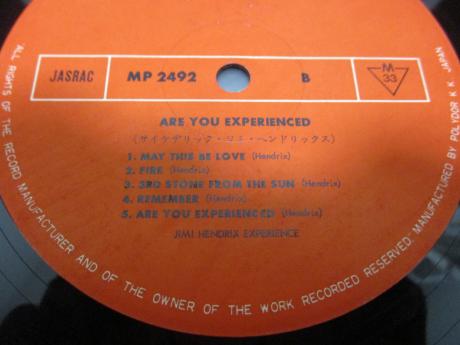 JASRAC MP 2492 B M 33
ARE YOU EXPERIENCED
(サイケデリック・ジミ・ヘンドリックス)
1. MAY THIS BE LOVE (Hendrix)
2. FIRE (Hendrix)
3. 3RD STONE FROM THE SUN (Hendrix)
4. REMEMBER (Hendrix)
5. ARE YOU EXPERIENCED (Hendrix)
JIMI HENDRIX EXPERIENCE
ALL RIGHTS OF THE RECORD MANUFACTURER AND OF THE OWNER OF THE WORK RECORDED RESERVED. MANUFACTURED BY POLYDOR K K JAPAN